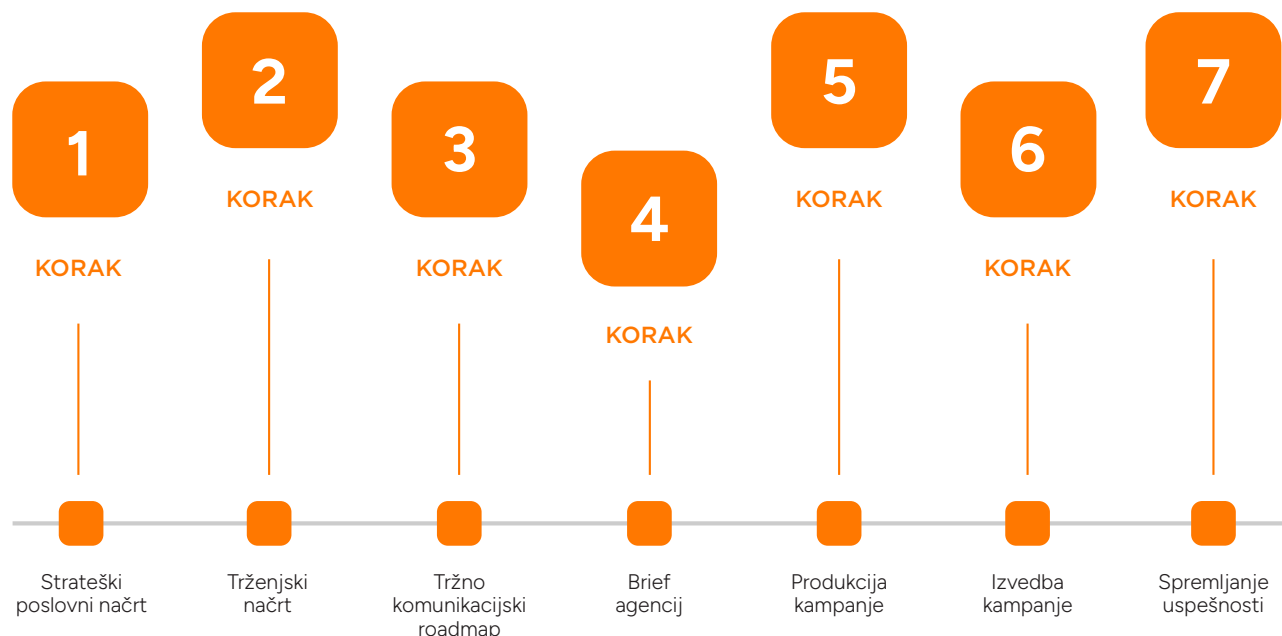 1
KORAK
Strateški
poslovni načrt
2
KORAK
Trženjski
načrt
3
KORAK
Tržno
komunikacijski
roadmap
4
KORAK
Brief
agencij
5
KORAK
Produkcija
kampanje
6
KORAK
Izvedba
kampanje
7
KORAK
Spremljanje
uspešnosti